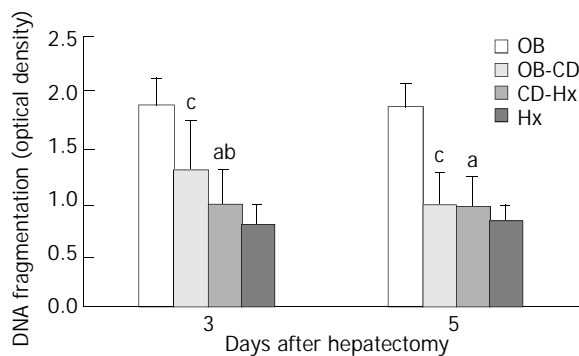 DNA fragmentation (optical density)
2.5
2.0
1.5
1.0
0.5
0.0
c
ab
c
a
OB
OB-CD
CD-Hx
Hx
3
5
Days after hepatectomy